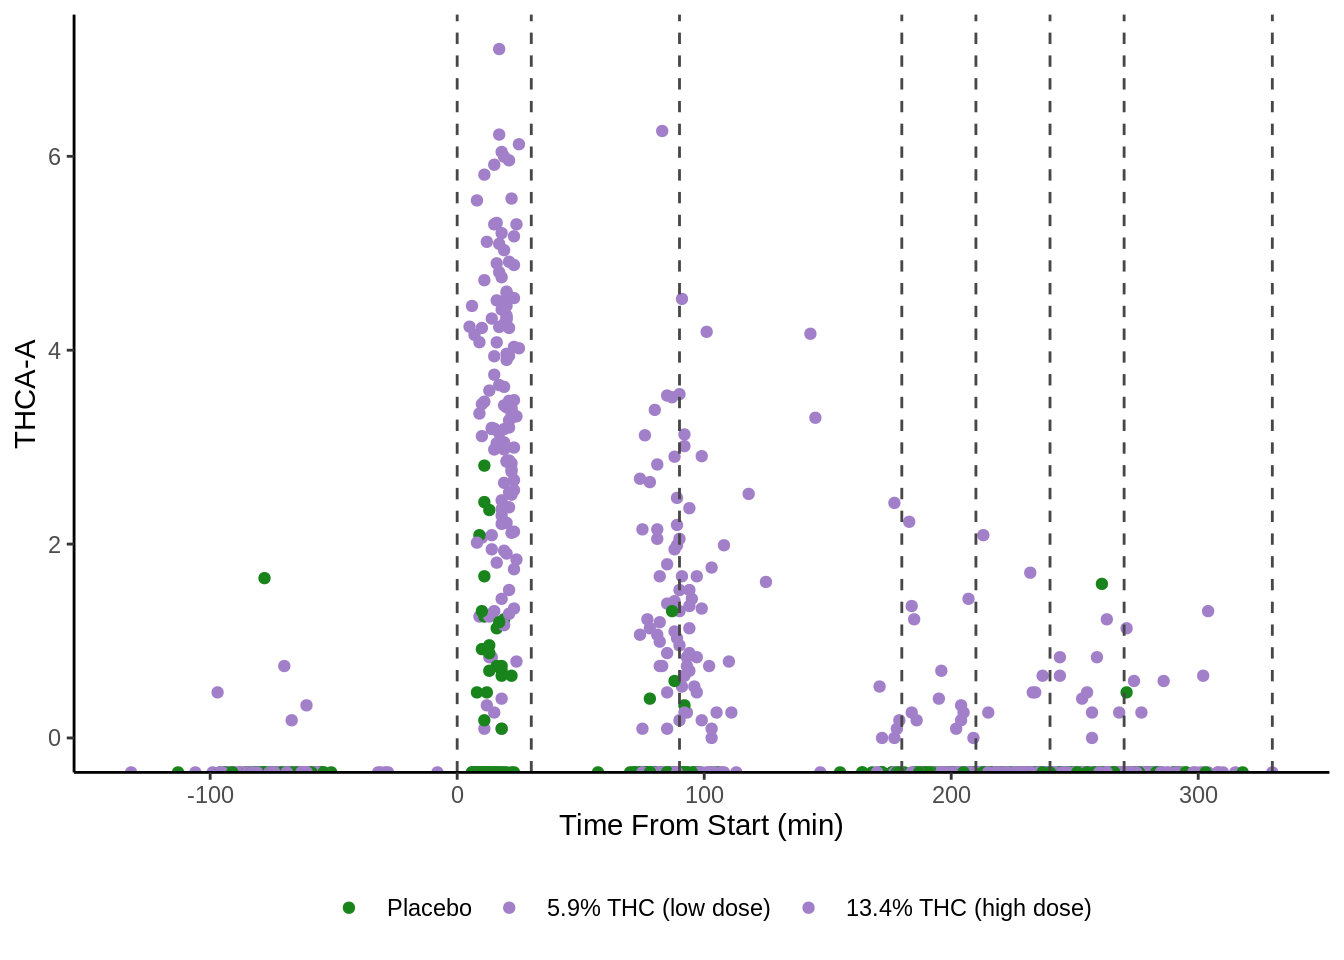 6
4
2
0
THCA-A
-100 0 100 200 300
Time From Start (min)
Placebo 5.9% THC (low dose) 13.4% THC (high dose)